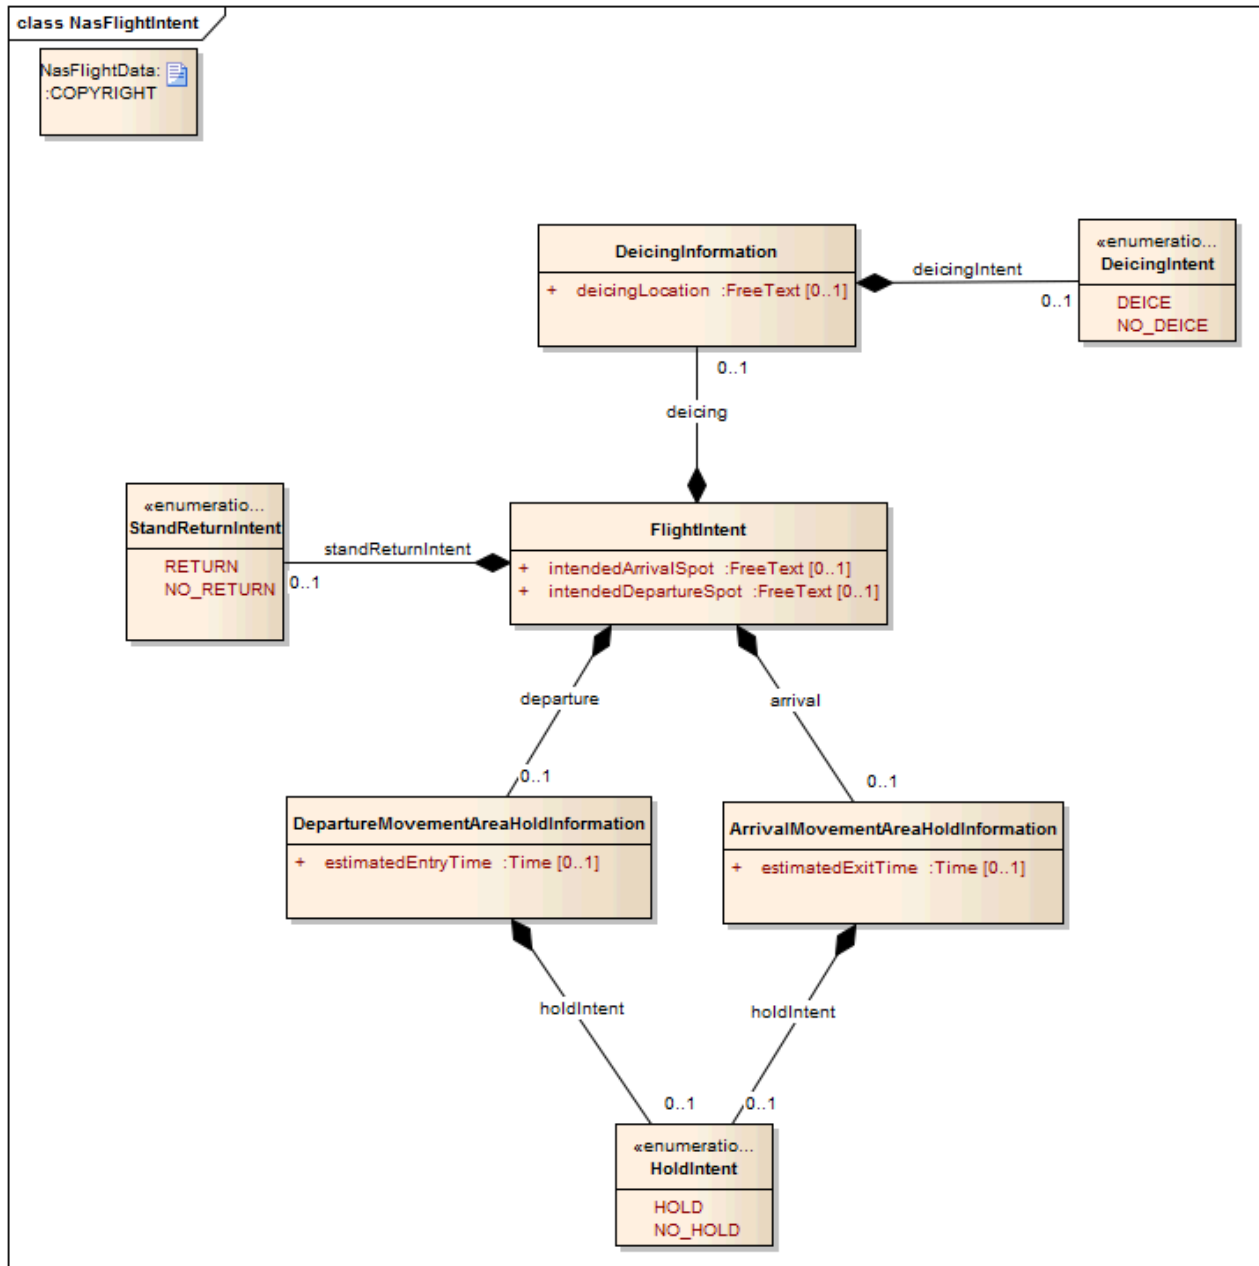 class NasFlightIntent
NasFlightData:
:COPYRIGHT
DeicingInformation
+ deicingLocation :FreeText [0..1]
deicingIntent
0..1
«enumeratio...
DeicingIntent
DEICE
NO_DEICE
0..1
deicing
«enumeratio...
StandReturnIntent
RETURN
NO_RETURN
standReturnIntent
0..1
FlightIntent
+ intendedArrivalSpot :FreeText [0..1]
+ intendedDepartureSpot :FreeText [0..1]
departure
arrival
0..1
0..1
DepartureMovementAreaHoldInformation
+ estimatedEntryTime :Time [0..1]
ArrivalMovementAreaHoldInformation
+ estimatedExitTime :Time [0..1]
holdIntent
holdIntent
0..1
0..1
«enumeratio...
HoldIntent
HOLD
NO_HOLD